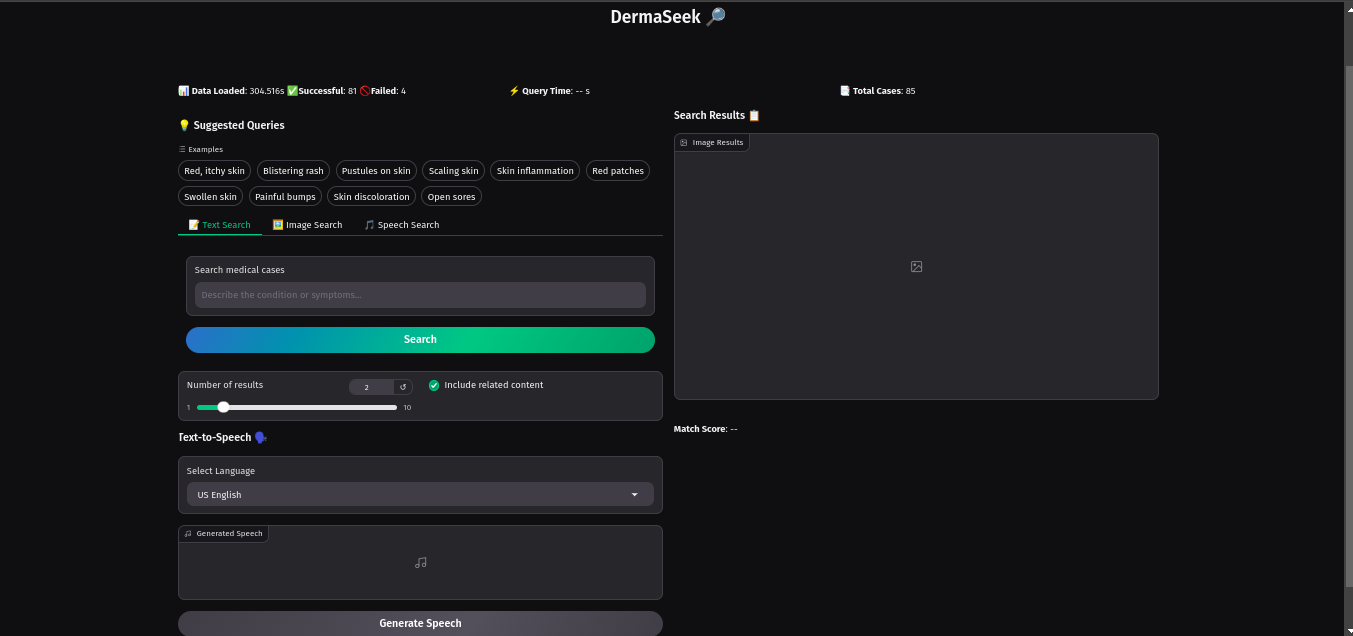 DermaSeek 🔎
📊 Data Loaded: 304.516s ✅Successful: 81 🚫Failed: 4
⚡ Query Time: -- s
📑 Total Cases: 85
💡 Suggested Queries
Examples
Red, itchy skin
Blistering rash
Pustules on skin
Scaling skin
Skin inflammation
Red patches
Swollen skin
Painful bumps
Skin discoloration
Open sores
📝 Text Search
🖼️ Image Search
🎵 Speech Search
Search medical cases
Describe the condition or symptoms...
Search
Number of results
2
↺
Include related content
1
10
Text-to-Speech 🗣️
Select Language
US English
Generated Speech
Generate Speech
Search Results 📋
Image Results
Match Score: --